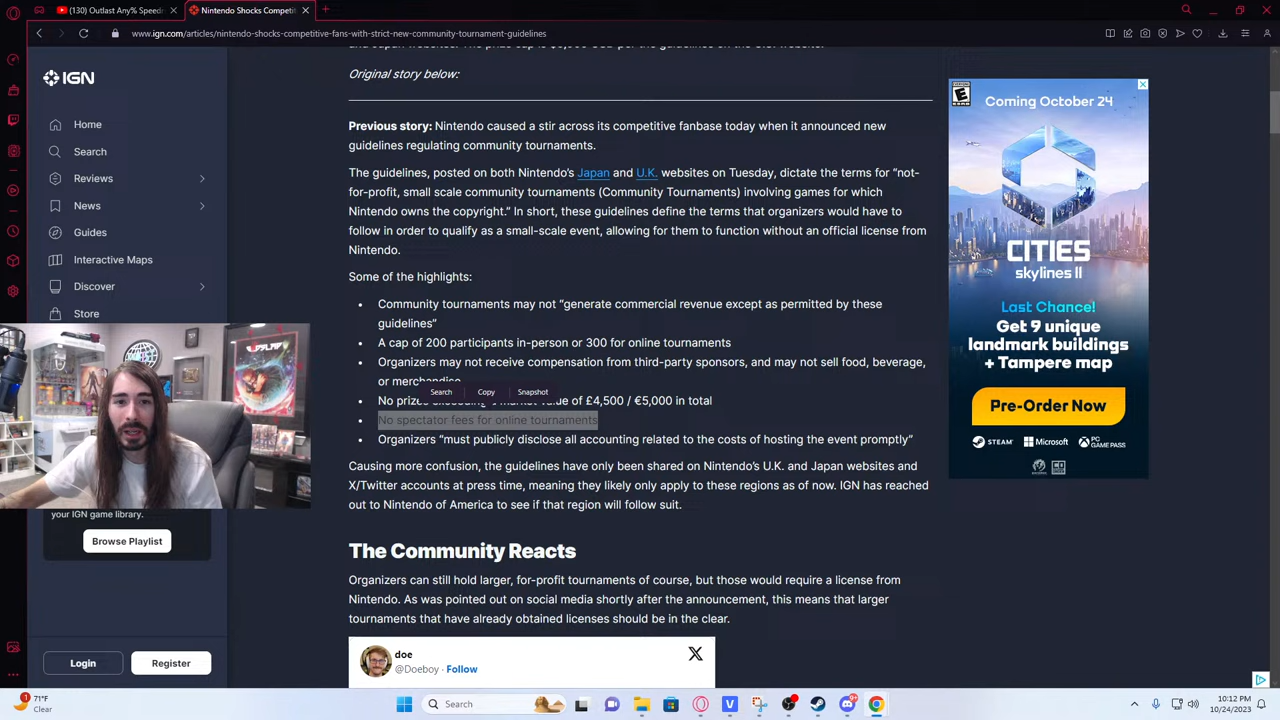 (130) Outlast Any% Speed
Nintendo Shocks Competit
www.ign.com/articles/nintendo-shocks-competitive-fans-with-strict-new-community-tournament-guidelines
IGN
Home
Search
Reviews
News
Guides
Interactive Maps
Discover
Store
your IGN game library.
Browse Playlist
Login
Register
Original story below:
Previous story: Nintendo caused a stir across its competitive fanbase today when it announced new
guidelines regulating community tournaments.
The guidelines, posted on both Nintendo's Japan and U.K. websites on Tuesday, dictate the terms for "not-
for-profit, small scale community tournaments (Community Tournaments) involving games for which
Nintendo owns the copyright." In short, these guidelines define the terms that organizers would have to
follow in order to qualify as a small-scale event, allowing for them to function without an official license from
Nintendo.
Some of the highlights:
• Community tournaments may not "generate commercial revenue except as permitted by these
guidelines"
• A cap of 200 participants in-person or 300 for online tournaments
• Organizers may not receive compensation from third-party sponsors, and may not sell food, beverage,
or merchandise
Search Copy Snapshot
• No prizes exceeding a market value of £4,500 / €5,000 in total
• No spectator fees for online tournaments
• Organizers "must publicly disclose all accounting related to the costs of hosting the event promptly"
Causing more confusion, the guidelines have only been shared on Nintendo's U.K. and Japan websites and
X/Twitter accounts at press time, meaning they likely only apply to these regions as of now. IGN has reached
out to Nintendo of America to see if that region will follow suit.
The Community Reacts
Organizers can still hold larger, for-profit tournaments of course, but those would require a license from
Nintendo. As was pointed out on social media shortly after the announcement, this means that larger
tournaments that have already obtained licenses should be in the clear.
doe
@Doeboy · Follow
Coming October 24
CITIES
skylines II
Last Chance!
Get 9 unique
landmark buildings
+ Tampere map
Pre-Order Now
STEAM Microsoft PC GAME PASS
71°F
Clear
Search
10:12 PM
10/24/2023